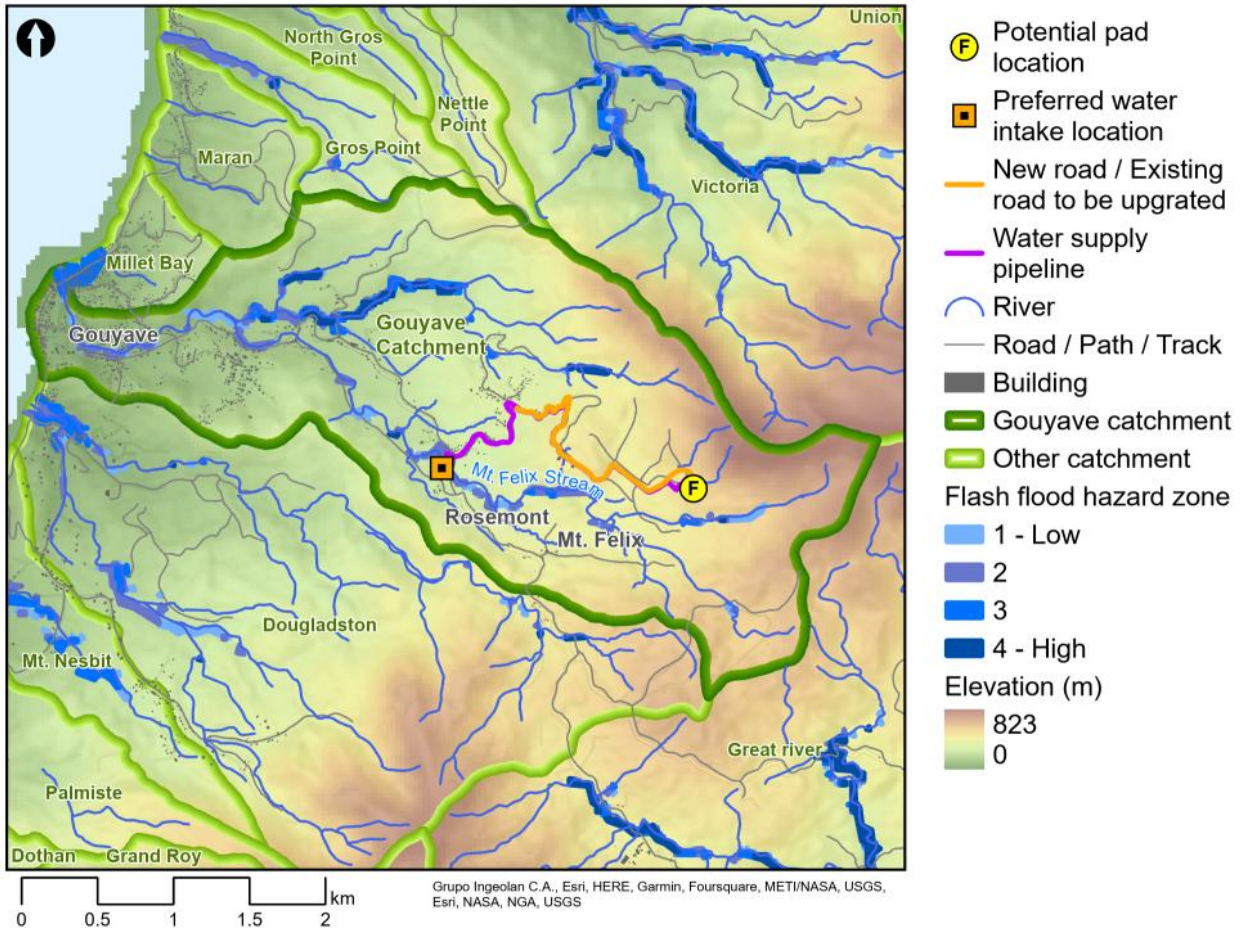 Union
North Gros
Point
Nettle
Point
Maran
Gros Point
Victoria
Millet Bay
Gouyave
Gouyave
Catchment
Mt. Felix Stream
Rosemont
Mt. Felix
Dougladston
Mt. Nesbit
Great river
Palmiste
Dothan
Grand Roy
F
F
Potential pad
location
Preferred water
intake location
New road / Existing
road to be upgrated
Water supply
pipeline
River
Road / Path / Track
Building
Gouyave catchment
Other catchment
Flash flood hazard zone
1 - Low
2
3
4 - High
Elevation (m)
823
0
km
0 0.5 1 1.5 2
Grupo Ingeolan C.A., Esri, HERE, Garmin, Foursquare, METI/NASA, USGS,
Esri, NASA, NGA, USGS